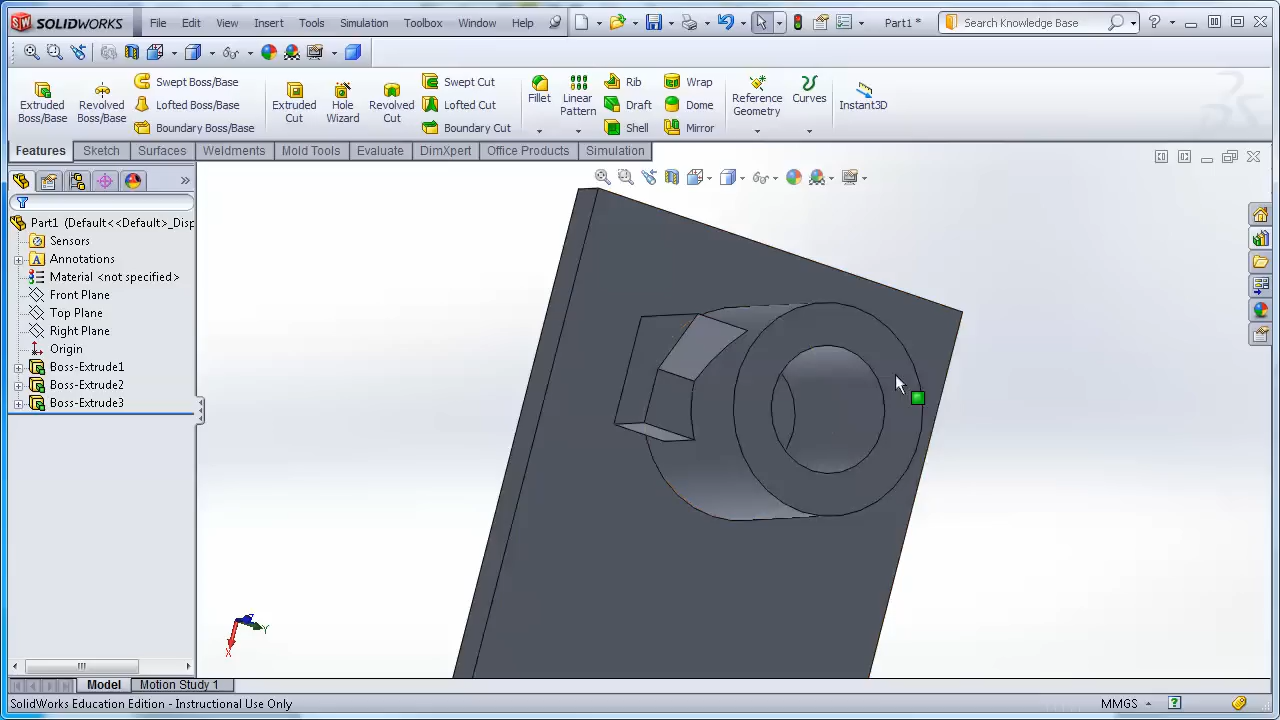 SOLIDWORKS File Edit View Insert Tools Simulation Toolbox Window Help Part1 * Search Knowledge Base ?
Extruded Boss/Base
Revolved Boss/Base
Swept Boss/Base
Lofted Boss/Base
Boundary Boss/Base
Extruded Cut
Hole Wizard
Revolved Cut
Swept Cut
Lofted Cut
Boundary Cut
Fillet
Linear Pattern
Rib
Draft
Shell
Wrap
Dome
Mirror
Reference Geometry
Curves
Instant3D
Features Sketch Surfaces Weldments Mold Tools Evaluate DimXpert Office Products Simulation
Part1 (Default<<Default>_Disp
Sensors
Annotations
Material <not specified>
Front Plane
Top Plane
Right Plane
Origin
Boss-Extrude1
Boss-Extrude2
Boss-Extrude3
Z
Y
X
Model Motion Study 1
SolidWorks Education Edition - Instructional Use Only MMGS ?